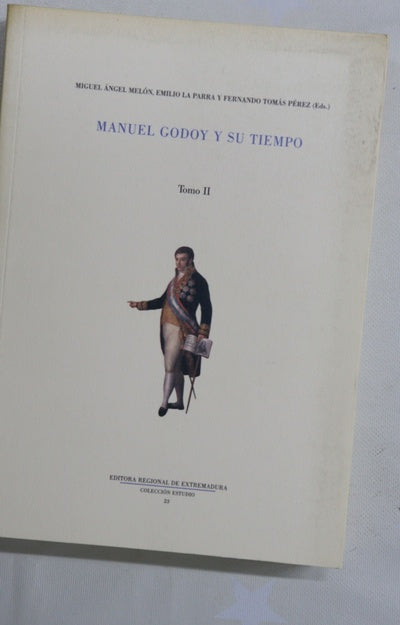 MIGUEL ÁNGEL MELÓN, EMILIO LA PARRA Y FERNANDO TOMÁS PÉREZ (Eds.)
MANUEL GODOY Y SU TIEMPO
Tomo II
EDITORA REGIONAL DE EXTREMADURA
COLECCIÓN ESTUDIO
23